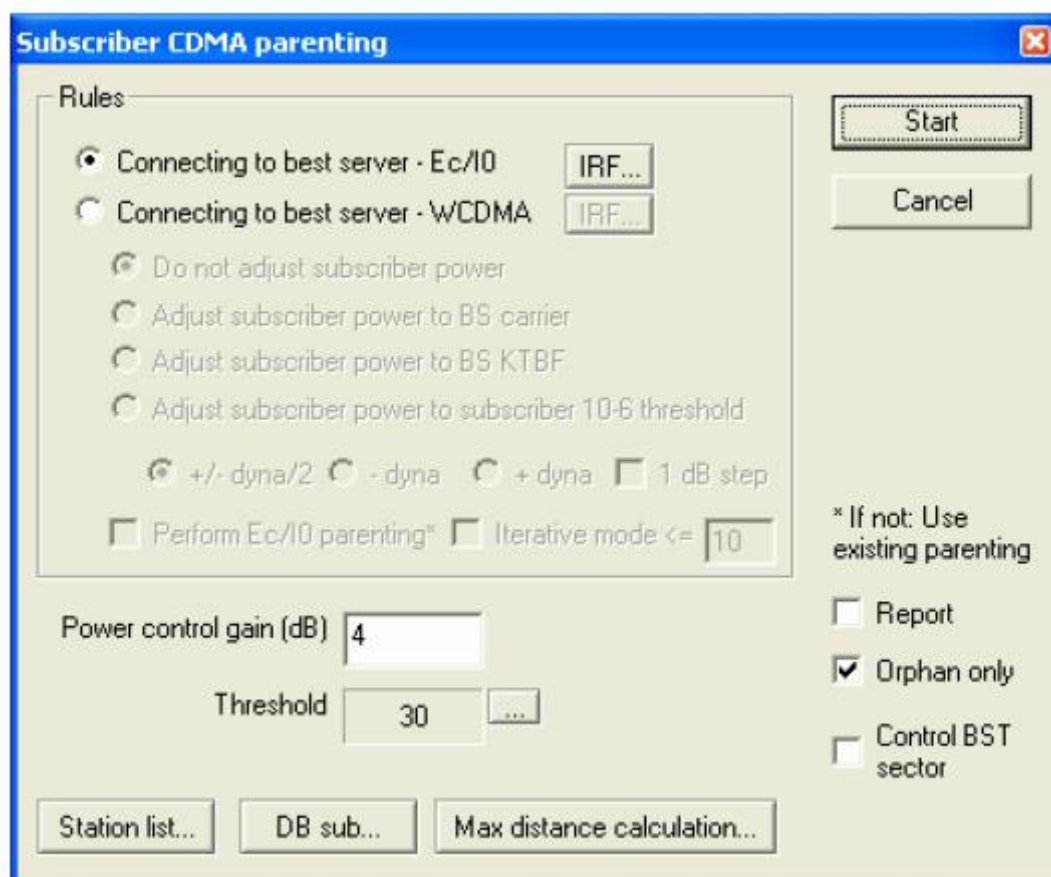 Subscriber CDMA parenting
Rules
Connecting to best server - Ec/I0
IRF...
Connecting to best server - WCDMA
IRF...
Do not adjust subscriber power
Adjust subscriber power to BS carrier
Adjust subscriber power to BS KTBF
Adjust subscriber power to subscriber 10-6 threshold
+/- dyna/2 - dyna + dyna 1 dB step
Perform Ec/I0 parenting* Iterative mode <= 10
Power control gain (dB) 4
Threshold 30 ...
Station list... DB sub... Max distance calculation...
Start
Cancel
* If not: Use
existing parenting
Report
Orphan only
Control BST
sector